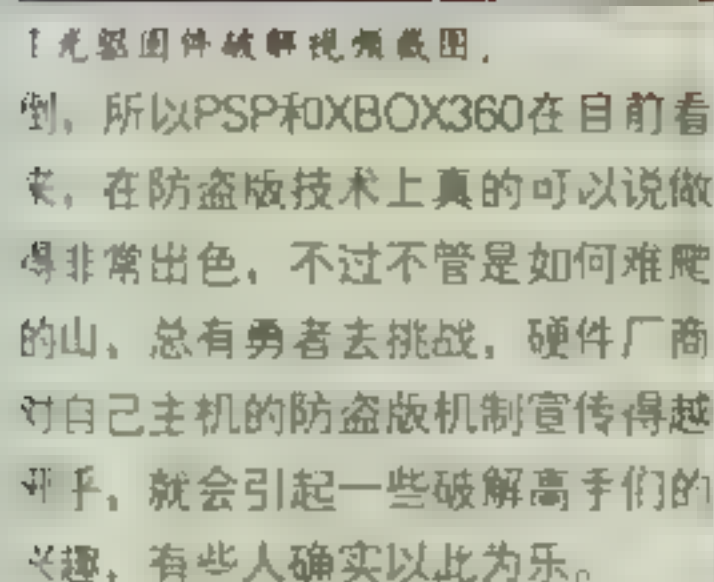 光驱固件破解视频截图.
倒，所以PSP和XBOX360在目前看
来，在防盗版技术上真的可以说做
得非常出色，不过不管是如何难爬
的山，总有勇者去挑战，硬件厂商
对自己主机的防盗版机制宣传得越
玄乎，就会引起一些破解高手们的
兴趣，有些人确实以此为乐。